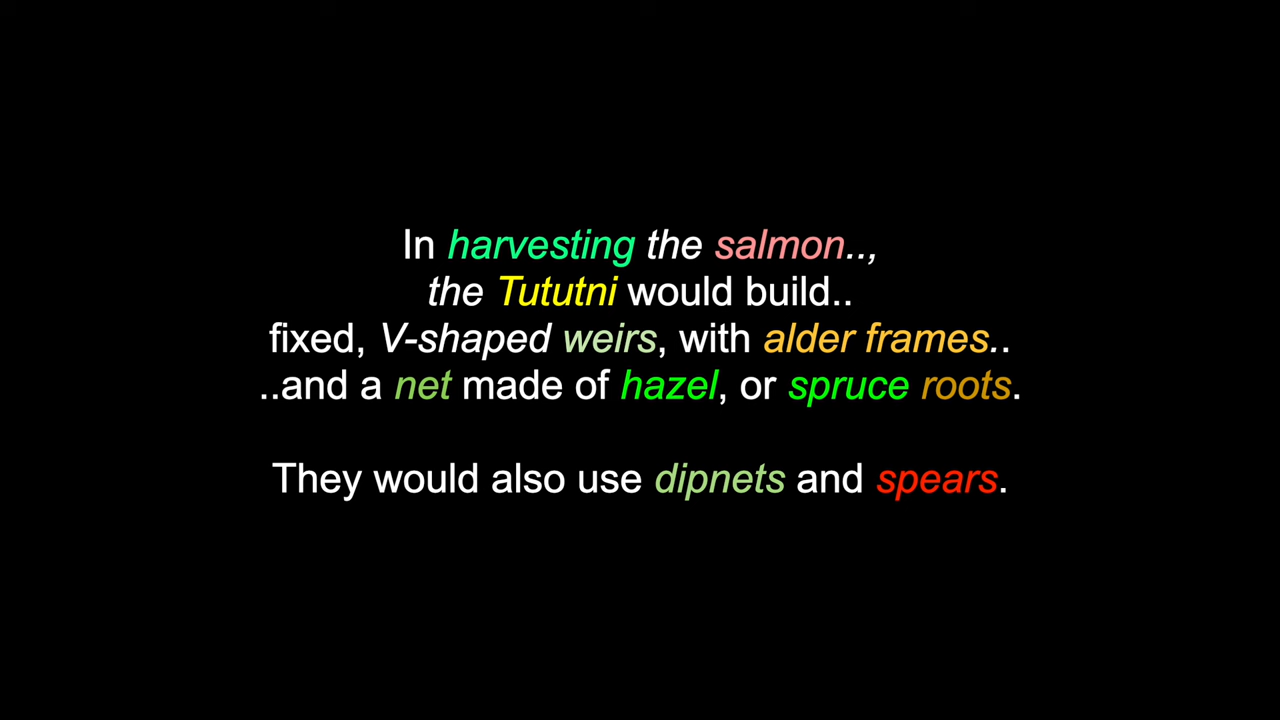 In harvesting the salmon..,
the Tututni would build..
fixed, V-shaped weirs, with alder frames..
..and a net made of hazel, or spruce roots.
They would also use dipnets and spears.